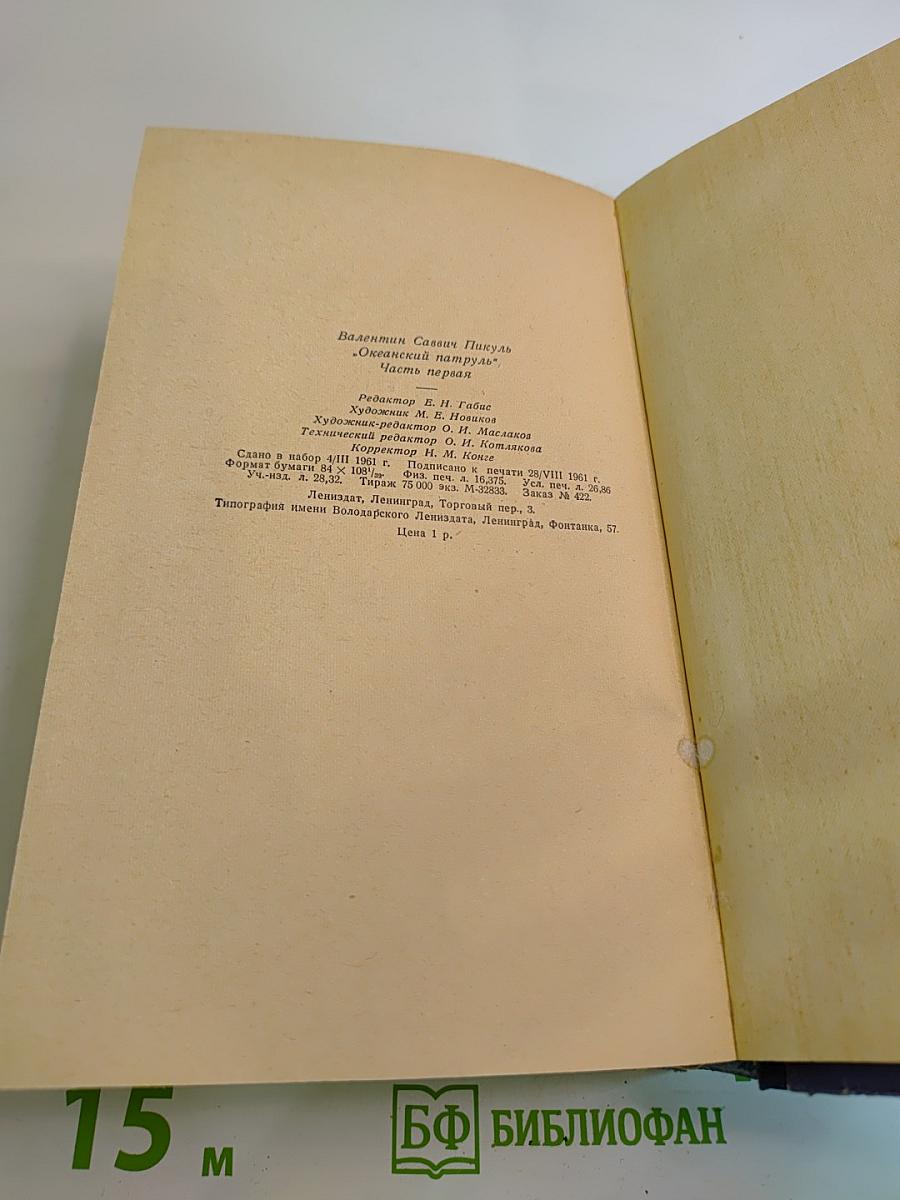 Валентин Саввич Пикуль
„Океанский патруль“,
Часть первая
Редактор Е. Н. Габис
Художник М. Е. Новиков
Художник-редактор О. И. Маслаков
Технический редактор О. И. Котлякова
Корректор Н. М. Конге
Сдано в набор 4/III 1961 г. Подписано к печати 28/VIII 1961 г.
Формат бумаги 84 × 108¹/₃₂. Физ. печ. л. 16,375. Усл. печ. л. 26,86
Уч.-изд. л. 28,32. Тираж 75 000 экз. М-32833. Заказ № 422.
Лениздат, Ленинград, Торговый пер., 3.
Типография имени Володарского Лениздата, Ленинград, Фонтанка, 57.
Цена 1 р.
15 м
БФ БИБЛИОФАН